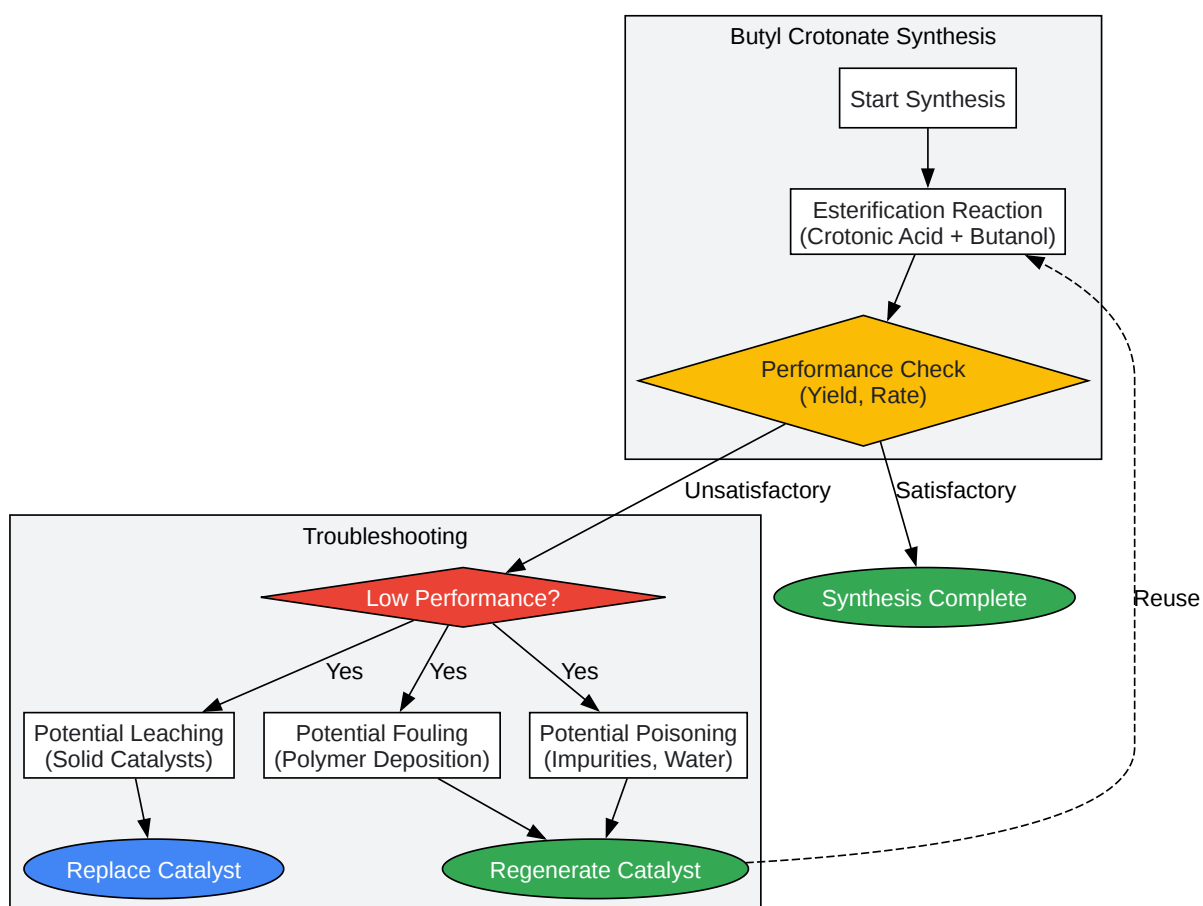 Butyl Crotonate Synthesis
Start Synthesis
Esterification Reaction
(Crotonic Acid + Butanol)
Performance Check
(Yield, Rate)
Unsatisfactory
Satisfactory
Troubleshooting
Low Performance?
Synthesis Complete
Reuse
Yes
Yes
Yes
Potential Leaching
(Solid Catalysts)
Potential Fouling
(Polymer Deposition)
Potential Poisoning
(Impurities, Water)
Replace Catalyst
Regenerate Catalyst